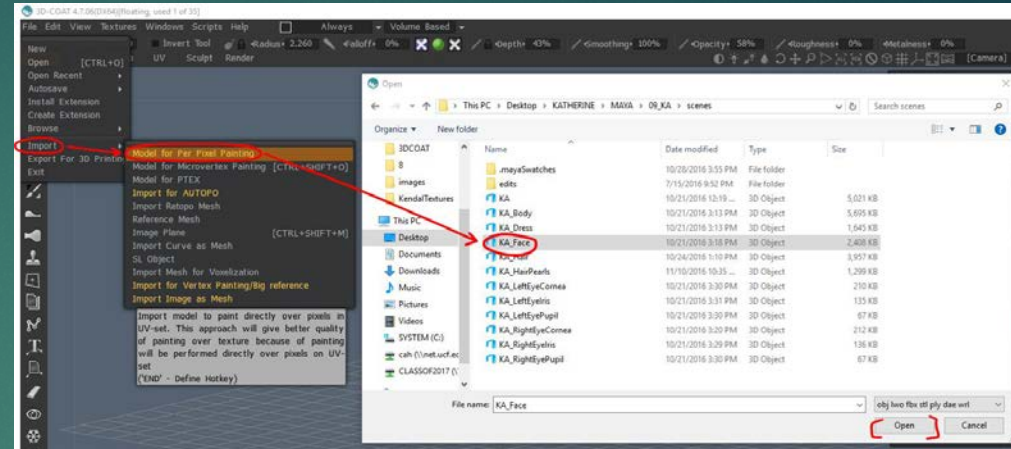 3D-COAT 4.7.06(DX64)[floating, used 1 of 35]
File Edit View Textures Windows Scripts Help Always Volume Based
Invert Tool Radius: 2.260 Falloff: 0% Depth: 43% Smoothing: 100% Opacity: 58% Roughness: 0% Metalness: 0%
UV Sculpt Render [Camera]
New
Open [CTRL+O]
Open Recent
Autosave
Install Extension
Create Extension
Browse
Import
Export For 3D Printin
Exit
Model for Per Pixel Painting
Model for Microvertex Painting [CTRL+SHIFT+O]
Model for PTEX
Import for AUTOPO
Import Retopo Mesh
Reference Mesh
Image Plane [CTRL+SHIFT+M]
Import Curve as Mesh
SL Object
Import Mesh for Voxelization
Import for Vertex Painting/Big reference
Import Image as Mesh
Import model to paint directly over pixels in
UV-set. This approach will give better quality
of painting over texture because of painting
will be performed directly over pixels on UV-
set
('END' - Define Hotkey)
Open
This PC > Desktop > KATHERINE > MAYA > 09_KA > scenes
Search scenes
Organize New folder
3DCOAT
8
images
KendalTextures
This PC
Desktop
Documents
Downloads
Music
Pictures
Videos
SYSTEM (C:)
cah (\\net.ucf.ec
CLASSOF2017 (\
Name Date modified Type Size
.mayaSwatches 10/28/2016 3:55 PM File folder
edits 7/15/2016 9:52 PM File folder
KA 10/21/2016 12:19 ... 3D Object 5,021 KB
KA_Body 10/21/2016 3:13 PM 3D Object 5,695 KB
KA_Dress 10/21/2016 3:13 PM 3D Object 1,645 KB
KA_Face 10/21/2016 3:18 PM 3D Object 2,408 KB
KA_Hair 10/24/2016 1:10 PM 3D Object 3,957 KB
KA_HairPearls 11/10/2016 10:35 ... 3D Object 1,299 KB
KA_LeftEyeCornea 10/21/2016 3:30 PM 3D Object 210 KB
KA_LeftEyeIris 10/21/2016 3:31 PM 3D Object 135 KB
KA_LeftEyePupil 10/21/2016 3:30 PM 3D Object 67 KB
KA_RightEyeCornea 10/21/2016 3:20 PM 3D Object 212 KB
KA_RightEyeIris 10/21/2016 3:29 PM 3D Object 136 KB
KA_RightEyePupil 10/21/2016 3:30 PM 3D Object 67 KB
File name: KA_Face
obj lwo fbx stl ply dae wrl
Open Cancel